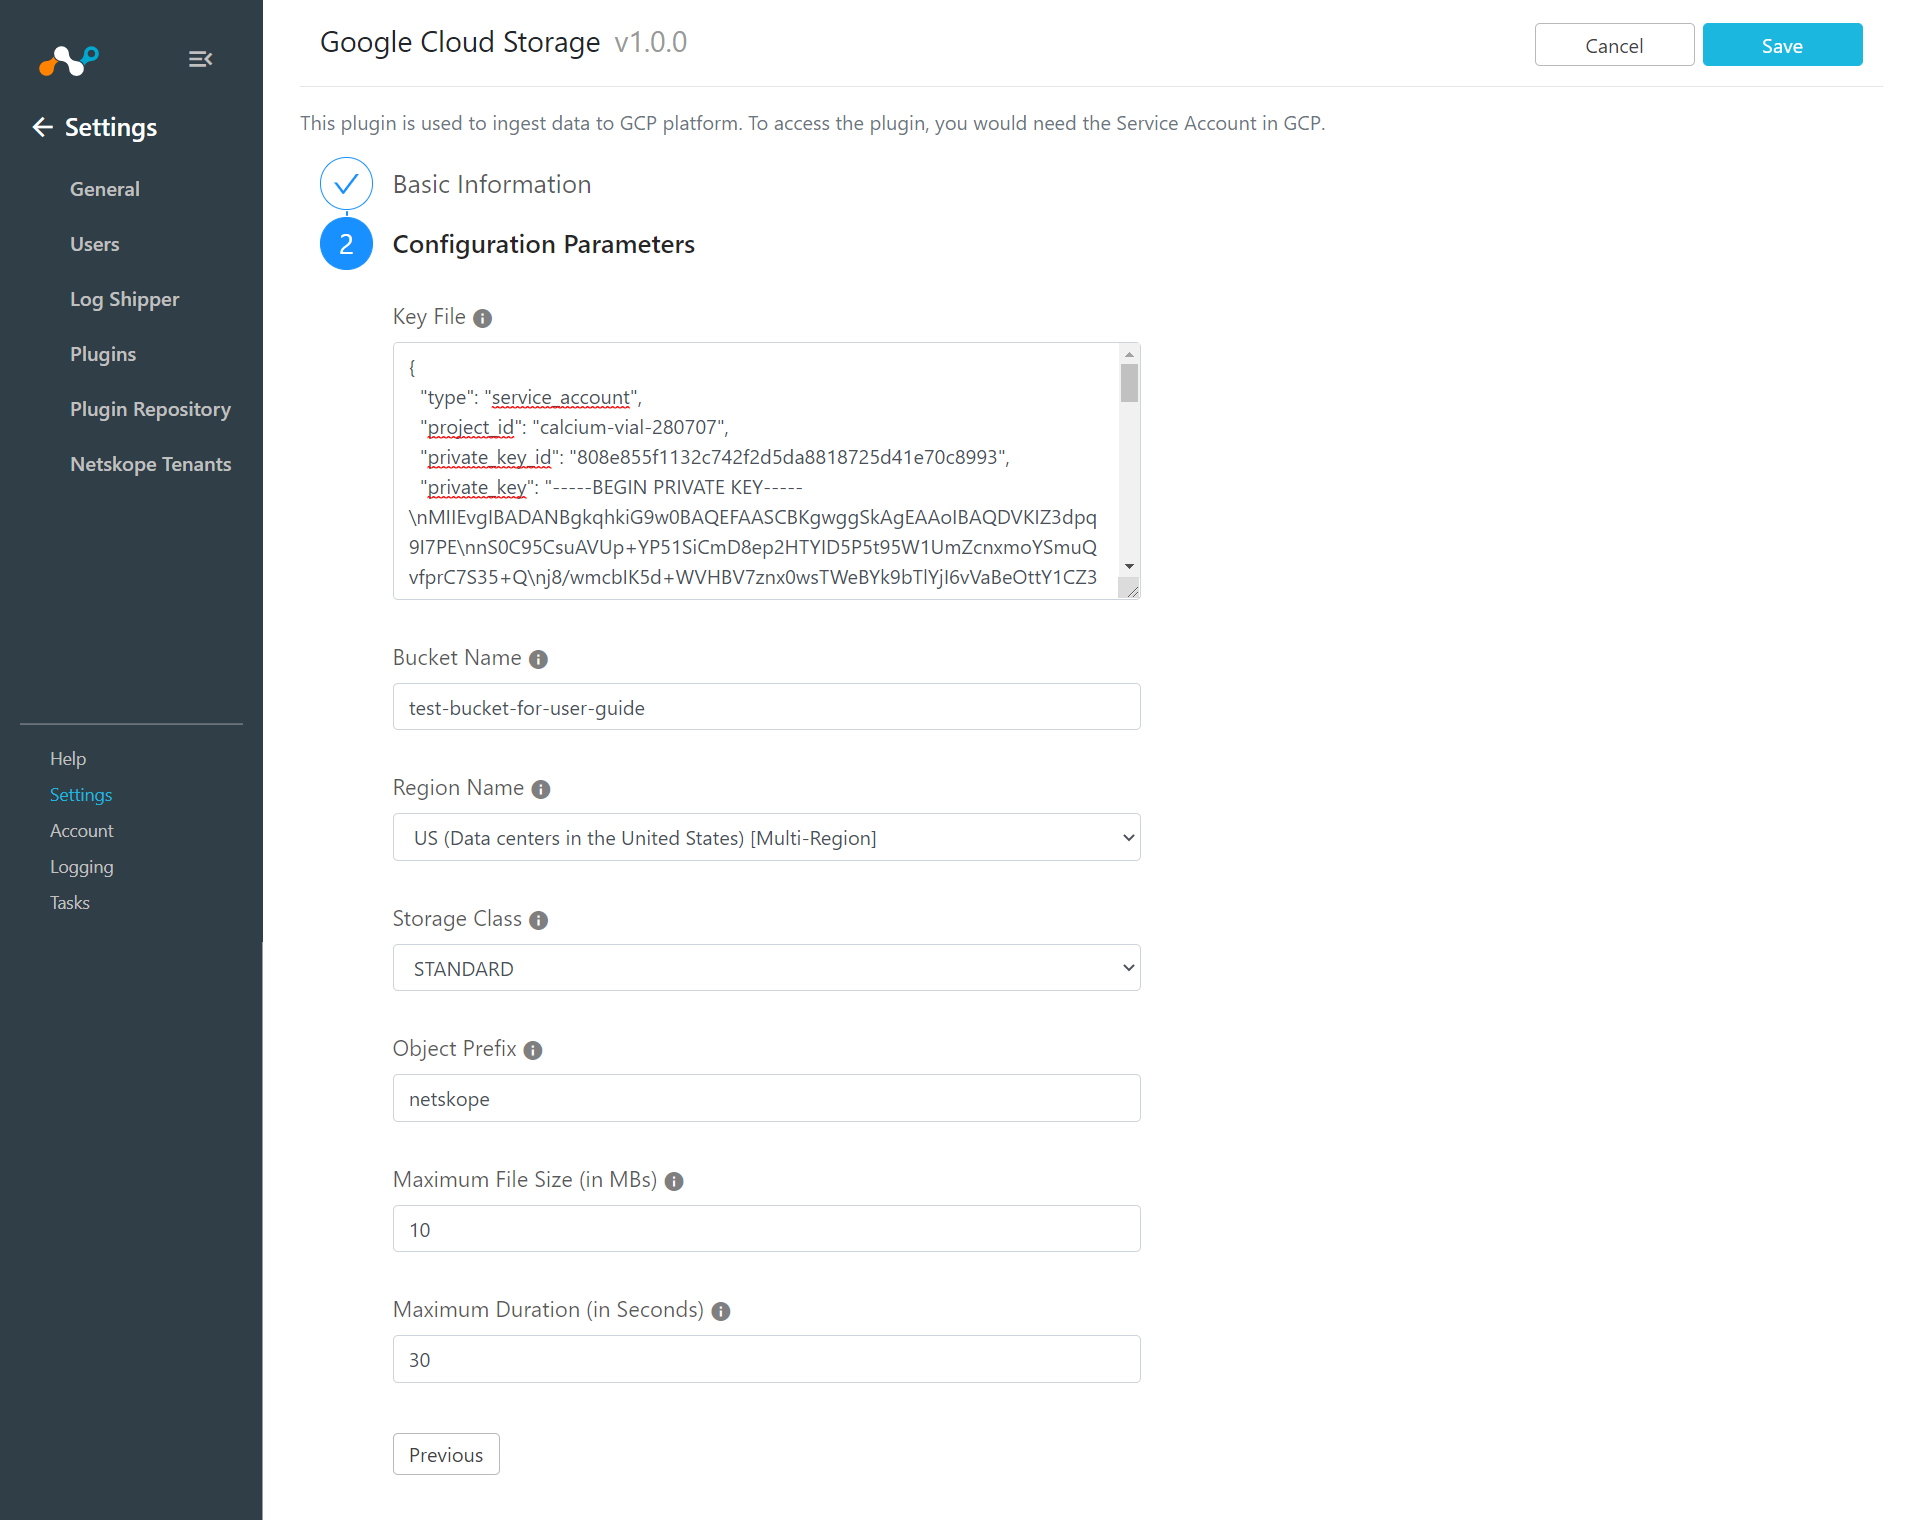 Google Cloud Storage v1.0.0
Cancel
Save
Settings
General
Users
Log Shipper
Plugins
Plugin Repository
Netskope Tenants
Help
Settings
Account
Logging
Tasks
This plugin is used to ingest data to GCP platform. To access the plugin, you would need the Service Account in GCP.
Basic Information
2 Configuration Parameters
Key File
{
"type": "service_account",
"project_id": "calcium-vial-280707",
"private_key_id": "808e855f1132c742f2d5da8818725d41e70c8993",
"private_key": "-----BEGIN PRIVATE KEY-----
\nMIIEvgIBADANBgkqhkiG9w0BAQEFAASCBKgwggSkAgEAAoIBAQDVKIZ3dpq
9I7PE\nnS0C95CsuAVUp+YP51SiCmD8ep2HTYID5P5t95W1UmZcnxmoYSmuQ
vfprC7S35+Q\nj8/wmcbIK5d+WVHBV7znx0wsTWeBYk9bTlYjI6vVaBeOttY1CZ3
Bucket Name
test-bucket-for-user-guide
Region Name
US (Data centers in the United States) [Multi-Region]
Storage Class
STANDARD
Object Prefix
netskope
Maximum File Size (in MBs)
10
Maximum Duration (in Seconds)
30
Previous